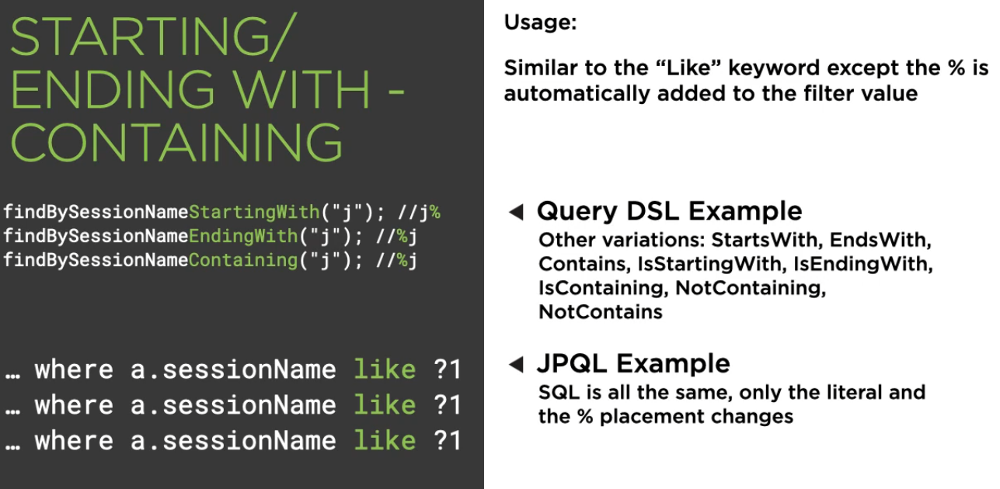 STARTING/
ENDING WITH -
CONTAINING
findBySessionNameStartingWith("j"); //j%
findBySessionNameEndingWith("j"); //%j
findBySessionNameContaining("j"); //%j
… where a.sessionName like ?1
… where a.sessionName like ?1
… where a.sessionName like ?1
Usage:
Similar to the “Like” keyword except the % is
automatically added to the filter value
Query DSL Example
Other variations: StartsWith, EndsWith,
Contains, IsStartingWith, IsEndingWith,
IsContaining, NotContaining,
NotContains
JPQL Example
SQL is all the same, only the literal and
the % placement changes